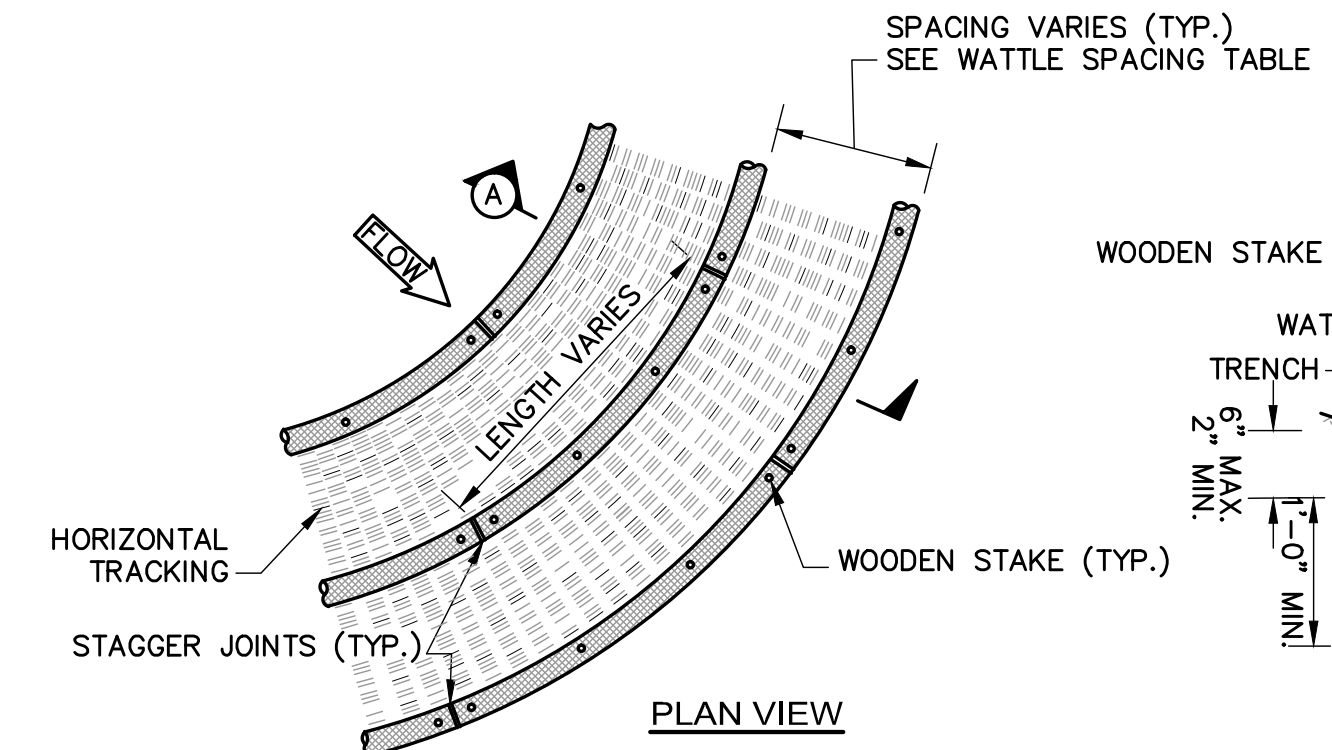 SPACING VARIES (TYP.)
SEE WATTLE SPACING TABLE
A
FLOW
LENGTH VARIES
WOODEN STAKE
WAT
TRENCH
6" MAX.
2" MIN.
1'-0" MIN.
HORIZONTAL
TRACKING
WOODEN STAKE (TYP.)
STAGGER JOINTS (TYP.)
PLAN VIEW